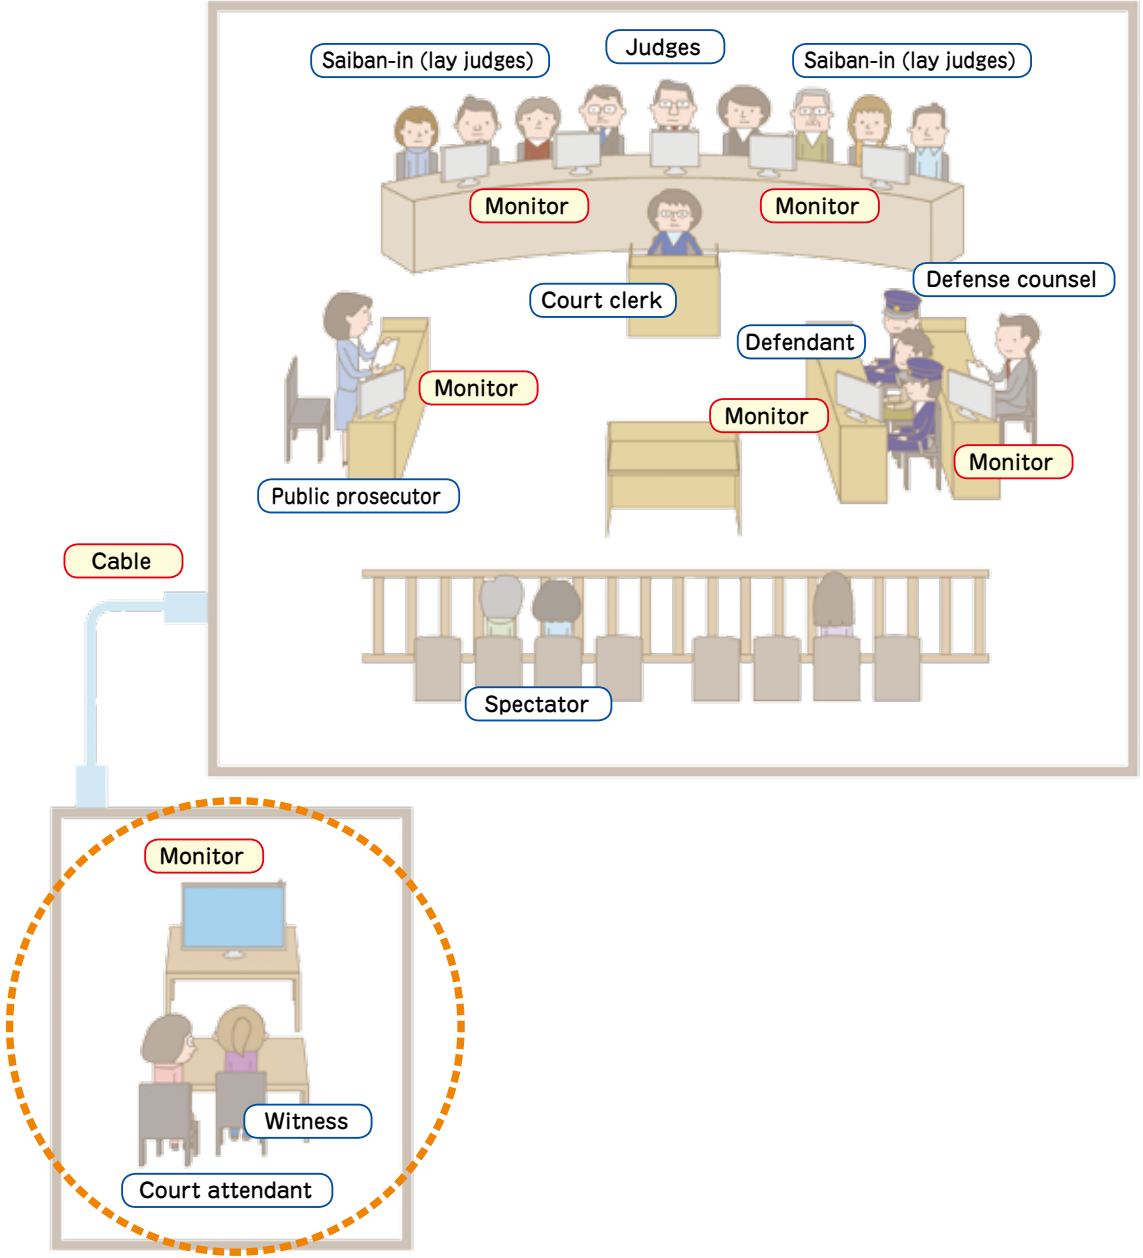 Judges
Saiban-in (lay judges)
Saiban-in (lay judges)
Monitor
Monitor
Court clerk
Defense counsel
Defendant
Monitor
Monitor
Monitor
Public prosecutor
Cable
Spectator
Monitor
Witness
Court attendant